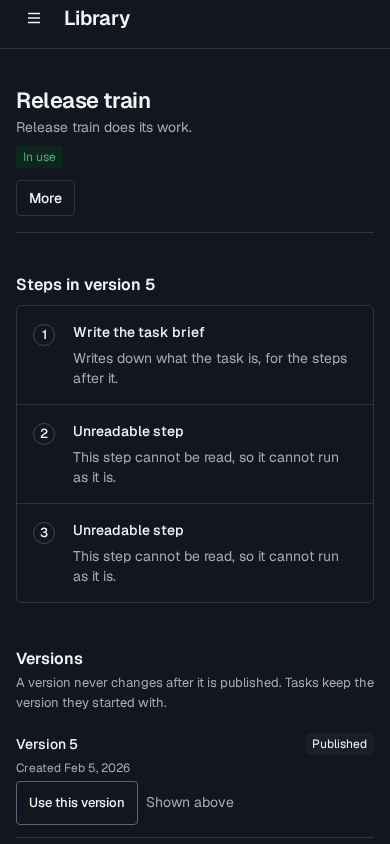 Library
Release train
Release train does its work.
In use
More
Steps in version 5
1
Write the task brief
Writes down what the task is, for the steps
after it.
2
Unreadable step
This step cannot be read, so it cannot run
as it is.
3
Unreadable step
This step cannot be read, so it cannot run
as it is.
Versions
A version never changes after it is published. Tasks keep the
version they started with.
Version 5
Published
Created Feb 5, 2026
Use this version
Shown above